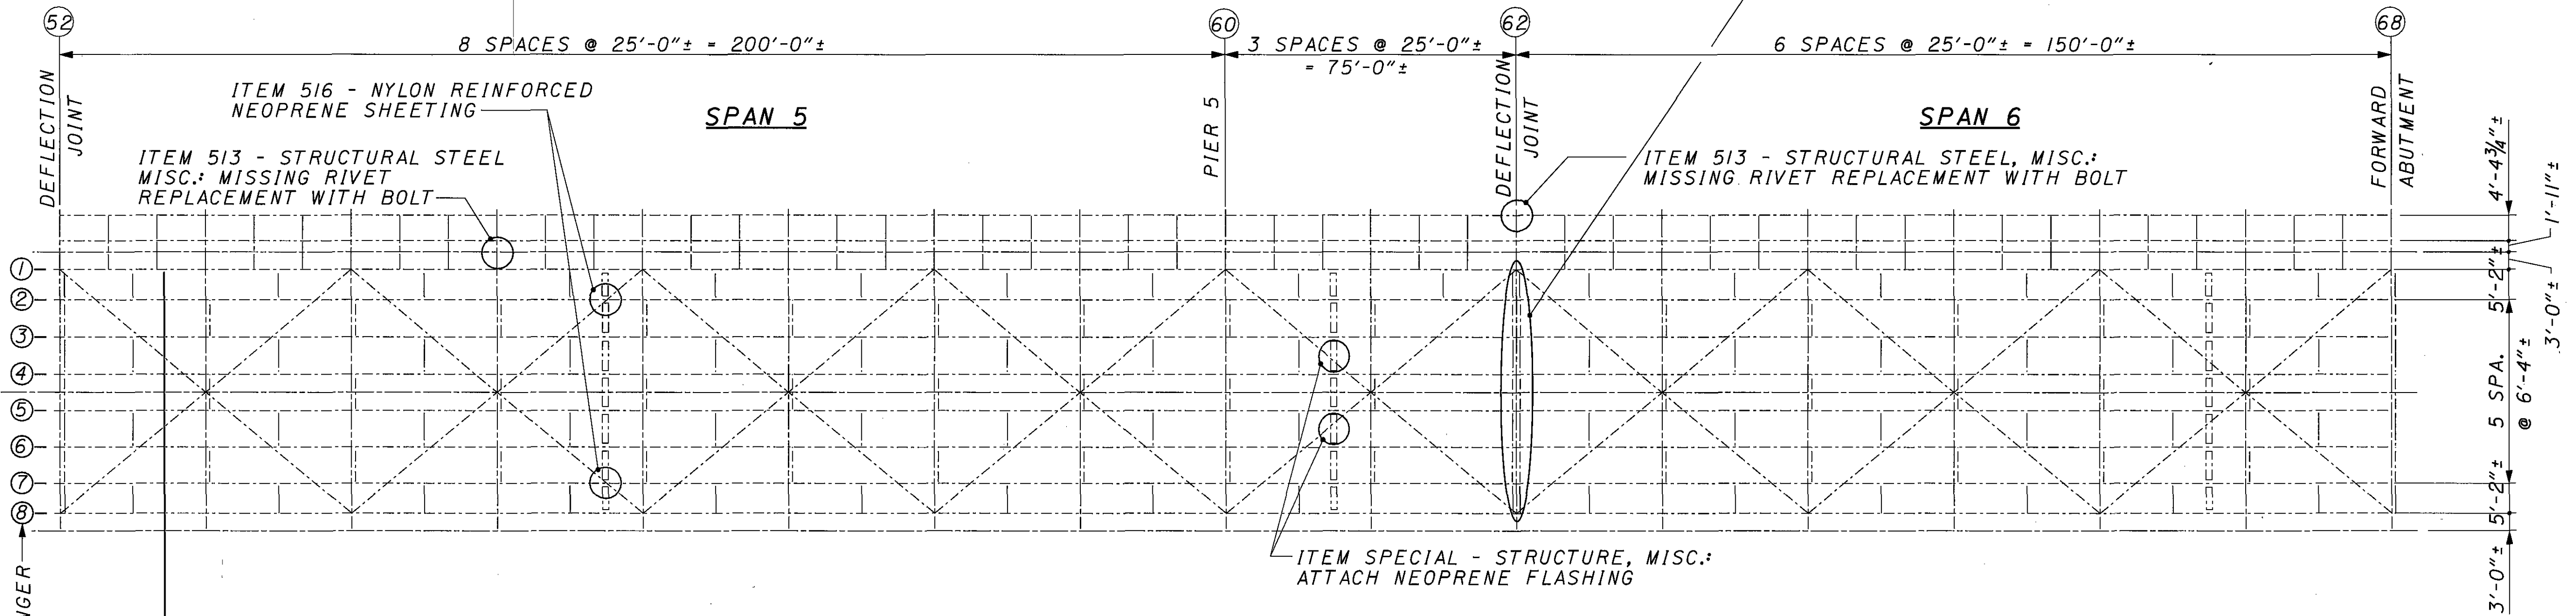 52
60
62
68
8 SPACES @ 25'-0"± = 200'-0"±
3 SPACES @ 25'-0"±
= 75'-0"±
6 SPACES @ 25'-0"± = 150'-0"±
DEFLECTION
JOINT
ITEM 516 - NYLON REINFORCED
NEOPRENE SHEETING
SPAN 5
PIER 5
DEFLECTION
JOINT
SPAN 6
FORWARD
ABUTMENT
ITEM 513 - STRUCTURAL STEEL
MISC.: MISSING RIVET
REPLACEMENT WITH BOLT
ITEM 513 - STRUCTURAL STEEL, MISC.:
MISSING RIVET REPLACEMENT WITH BOLT
4'-4¾"±
1'-11"±
3'-0"±
5'-2"±
5 SPA.
@ 6'-4"±
5'-2"±
3'-0"±
1
2
3
4
5
6
7
8
ITEM SPECIAL - STRUCTURE, MISC.:
ATTACH NEOPRENE FLASHING